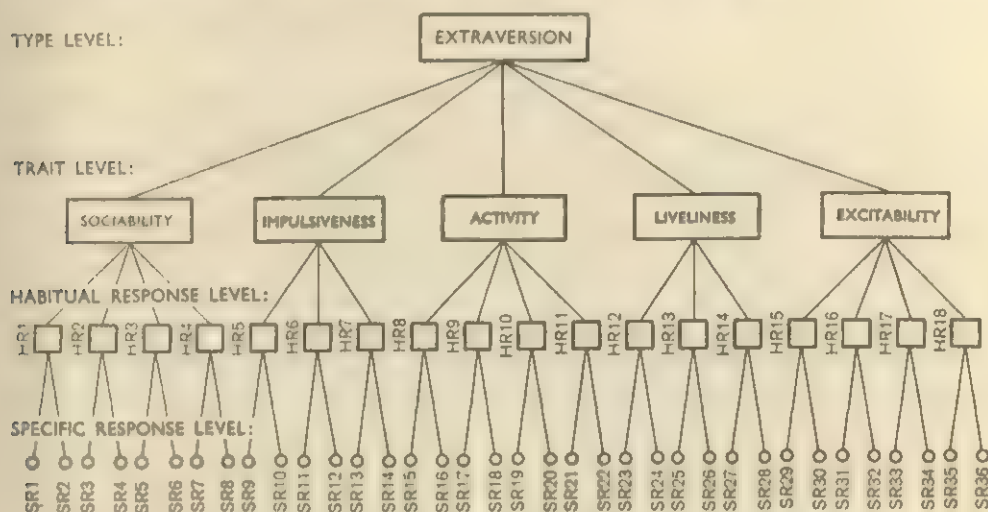 TYPE LEVEL:
EXTRAVERSION
TRAIT LEVEL:
SOCIABILITY IMPULSIVENESS ACTIVITY LIVELINESS EXCITABILITY
HABITUAL RESPONSE LEVEL:
HR1 HR2 HR3 HR4 HR5 HR6 HR7 HR8 HR9 HR10 HR11 HR12 HR13 HR14 HR15 HR16 HR17 HR18
SPECIFIC RESPONSE LEVEL:
SR1 SR2 SR3 SR4 SR5 SR6 SR7 SR8 SR9 SR10 SR11 SR12 SR13 SR14 SR15 SR16 SR17 SR18 SR19 SR20 SR21 SR22 SR23 SR24 SR25 SR26 SR27 SR28 SR29 SR30 SR31 SR32 SR33 SR34 SR35 SR36